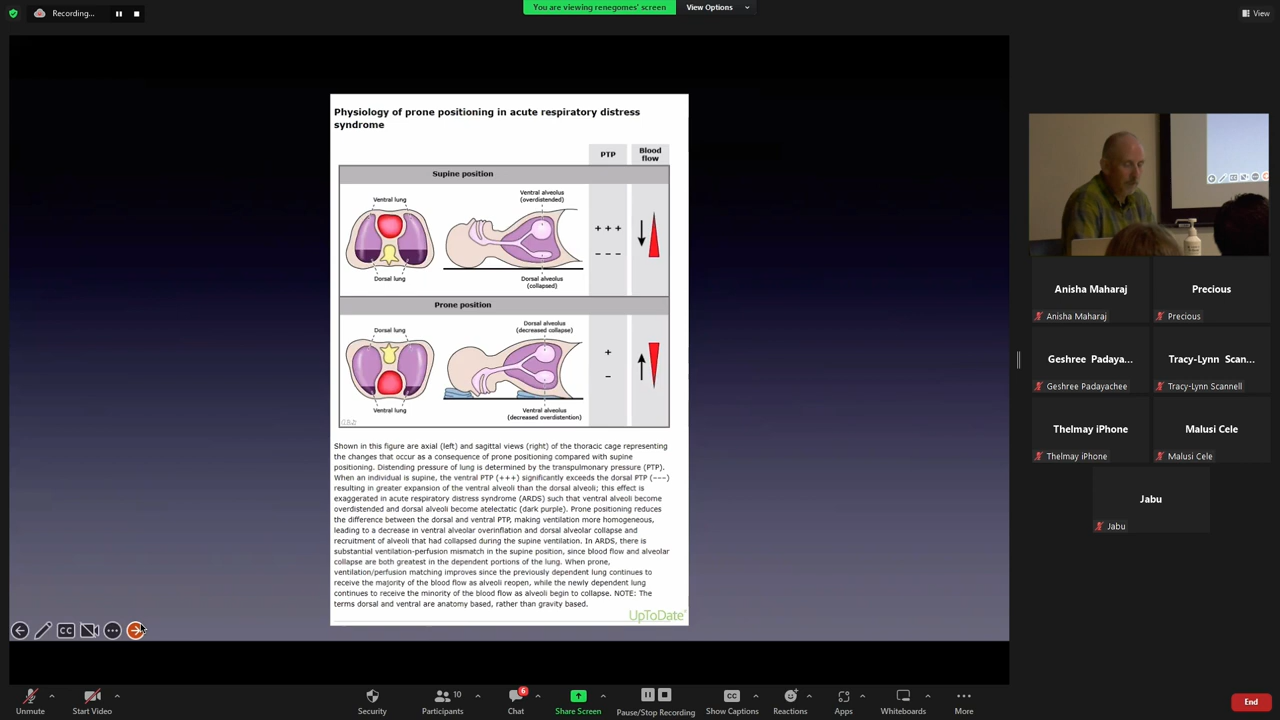 Recording...
You are viewing renegomes' screen
View Options
View
Physiology of prone positioning in acute respiratory distress
syndrome
PTP
Blood
flow
Supine position
Ventral lung
Ventral alveolus
(overdistended)
+ + +
– – –
Dorsal lung
Dorsal alveolus
(collapsed)
Prone position
Dorsal lung
Dorsal alveolus
(decreased collapse)
+
–
Ventral lung
Ventral alveolus
(decreased overdistention)
Shown in this figure are axial (left) and sagittal views (right) of the thoracic cage representing
the changes that occur as a consequence of prone positioning compared with supine
positioning. Distending pressure of lung is determined by the transpulmonary pressure (PTP).
When an individual is supine, the ventral PTP (+++) significantly exceeds the dorsal PTP (---)
resulting in greater expansion of the ventral alveoli than the dorsal alveoli; this effect is
exaggerated in acute respiratory distress syndrome (ARDS) such that ventral alveoli become
overdistended and dorsal alveoli become atelectatic (dark purple). Prone positioning reduces
the difference between the dorsal and ventral PTP, making ventilation more homogeneous,
leading to a decrease in ventral alveolar overinflation and dorsal alveolar collapse and
recruitment of alveoli that had collapsed during the supine ventilation. In ARDS, there is
substantial ventilation-perfusion mismatch in the supine position, since blood flow and alveolar
collapse are both greatest in the dependent portions of the lung. When prone,
ventilation/perfusion matching improves since the previously dependent lung continues to
receive the majority of the blood flow as alveoli reopen, while the newly dependent lung
continues to receive the minority of the blood flow as alveoli begin to collapse. NOTE: The
terms dorsal and ventral are anatomy based, rather than gravity based.
UpToDate®
CC
Anisha Maharaj
Anisha Maharaj
Precious
Precious
Geshree Padaya...
Geshree Padayachee
Tracy-Lynn Scan...
Tracy-Lynn Scannell
Thelmay iPhone
Thelmay iPhone
Malusi Cele
Malusi Cele
Jabu
Jabu
Unmute
Start Video
Security
10
Participants
6
Chat
Share Screen
Pause/Stop Recording
CC
Show Captions
Reactions
Apps
Whiteboards
More
End